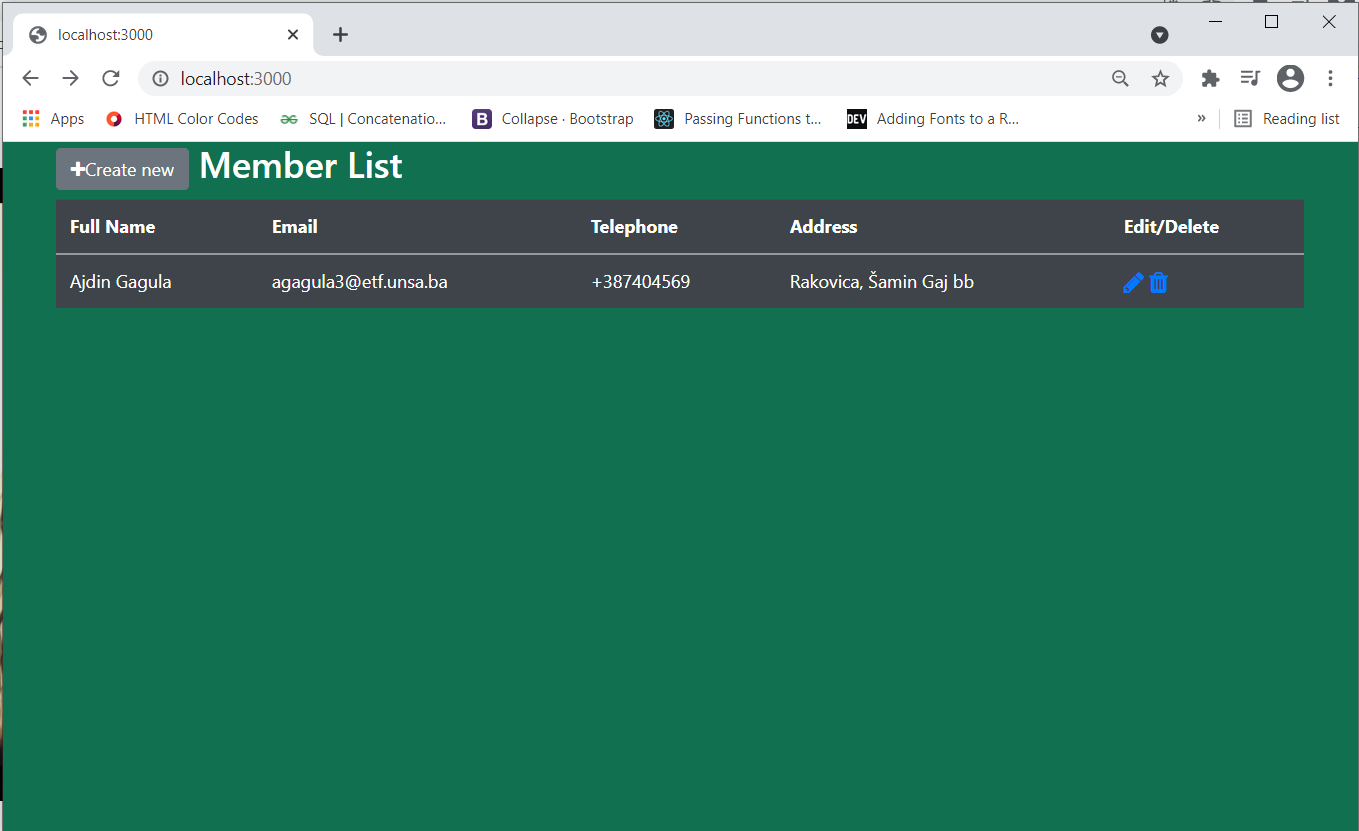 localhost:3000
localhost:3000
Apps HTML Color Codes SQL | Concatenatio... B Collapse · Bootstrap Passing Functions t... DEV Adding Fonts to a R... » Reading list
Create new Member List
Full Name Email Telephone Address Edit/Delete
Ajdin Gagula agagula3@etf.unsa.ba +387404569 Rakovica, Šamin Gaj bb